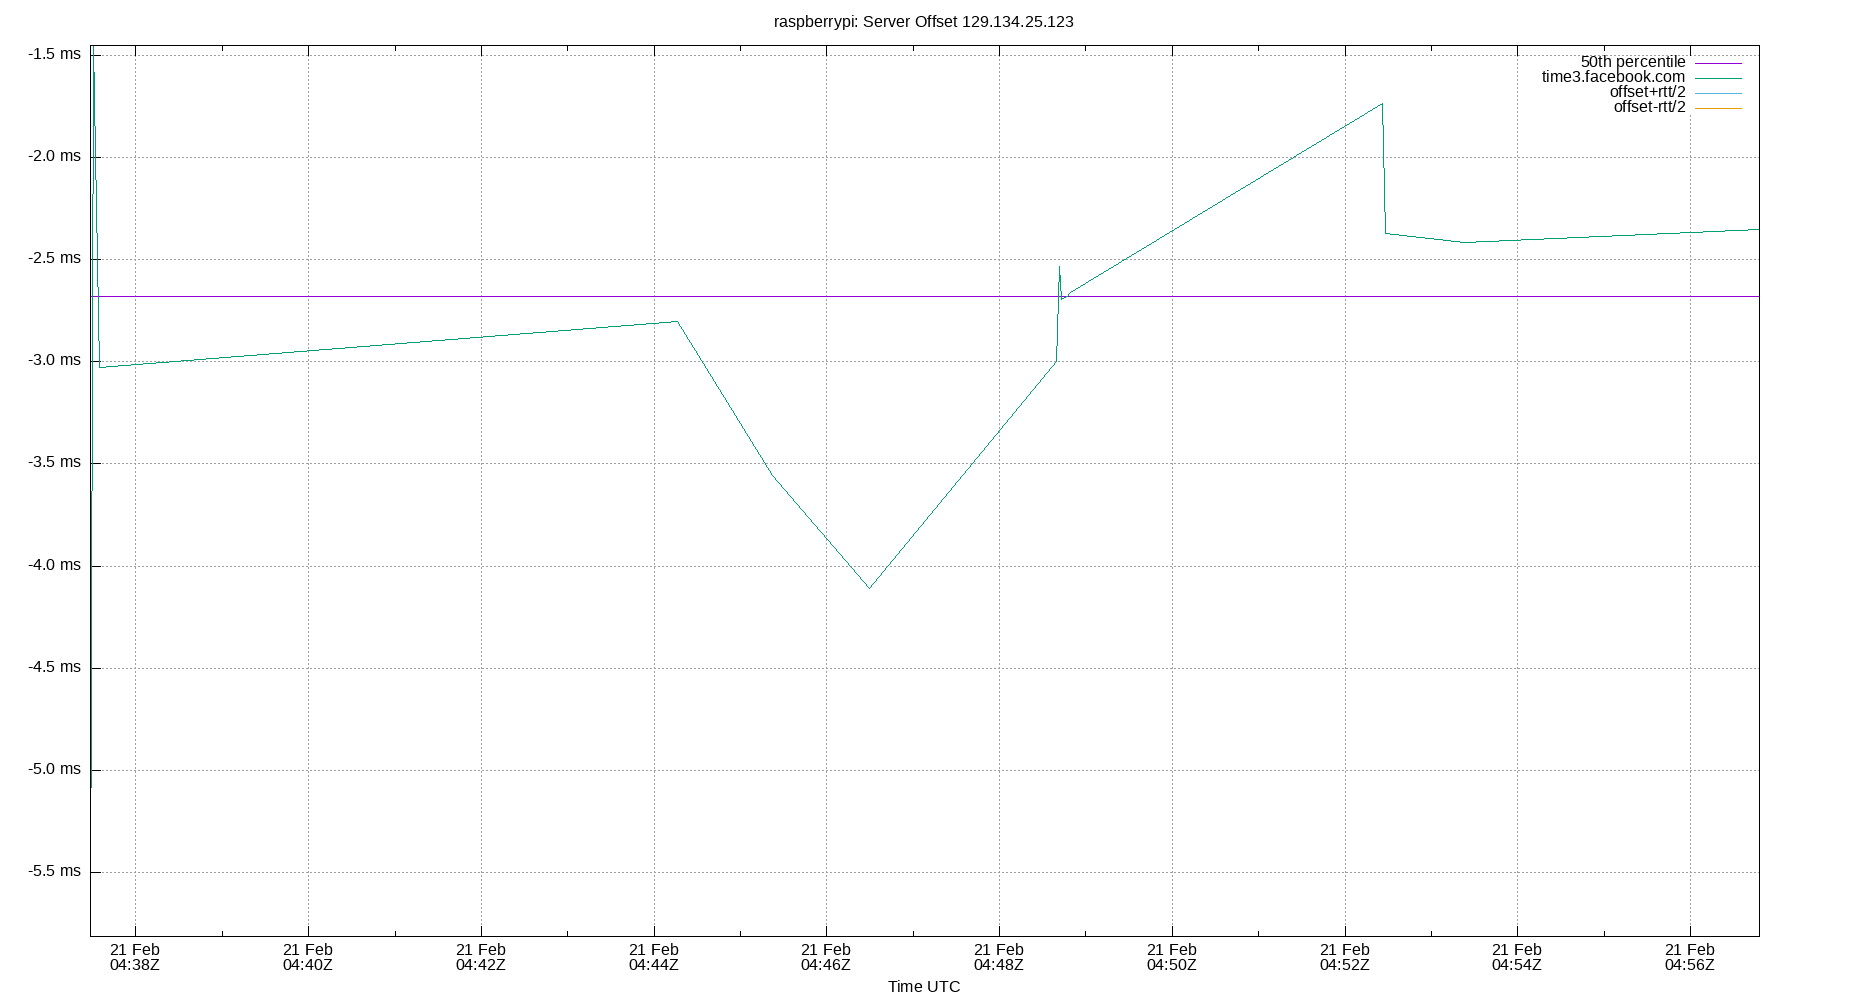 raspberrypi: Server Offset 129.134.25.123
-1.5 ms
-2.0 ms
-2.5 ms
-3.0 ms
-3.5 ms
-4.0 ms
-4.5 ms
-5.0 ms
-5.5 ms
50th percentile
time3.facebook.com
offset+rtt/2
offset-rtt/2
21 Feb 21 Feb 21 Feb 21 Feb 21 Feb 21 Feb 21 Feb 21 Feb 21 Feb 21 Feb
04:38Z 04:40Z 04:42Z 04:44Z 04:46Z 04:48Z 04:50Z 04:52Z 04:54Z 04:56Z
Time UTC